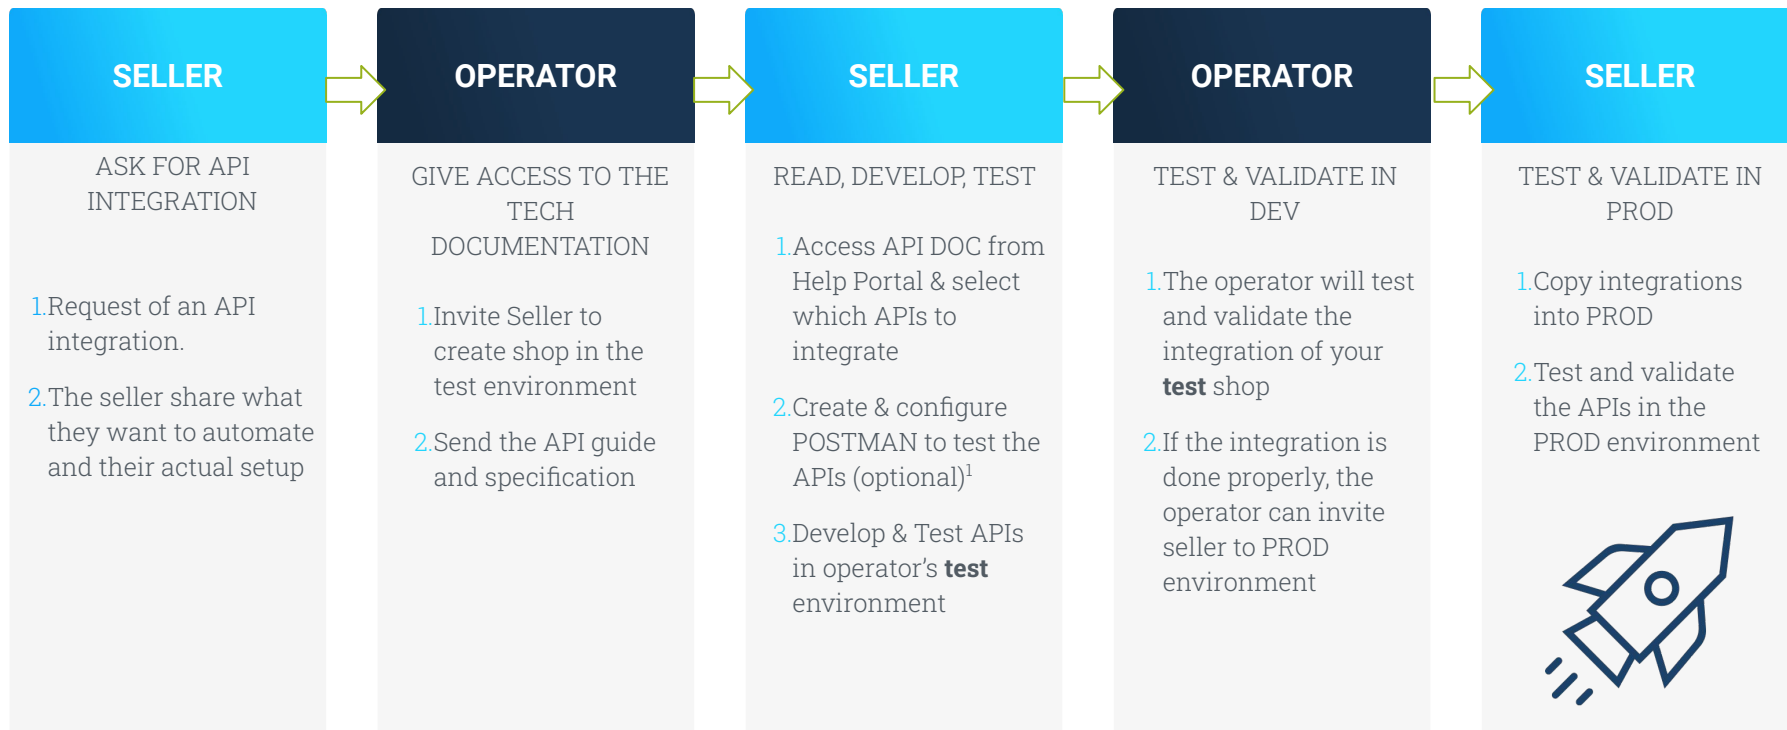 SELLER
ASK FOR API
INTEGRATION
1.Request of an API
integration.
2.The seller share what
they want to automate
and their actual setup
OPERATOR
GIVE ACCESS TO THE
TECH
DOCUMENTATION
1.Invite Seller to
create shop in the
test environment
2.Send the API guide
and specification
SELLER
READ, DEVELOP, TEST
1.Access API DOC from
Help Portal & select
which APIs to
integrate
2.Create & configure
POSTMAN to test the
APIs (optional)¹
3.Develop & Test APIs
in operator’s test
environment
OPERATOR
TEST & VALIDATE IN
DEV
1.The operator will test
and validate the
integration of your
test shop
2.If the integration is
done properly, the
operator can invite
seller to PROD
environment
SELLER
TEST & VALIDATE IN
PROD
1.Copy integrations
into PROD
2.Test and validate
the APIs in the
PROD environment